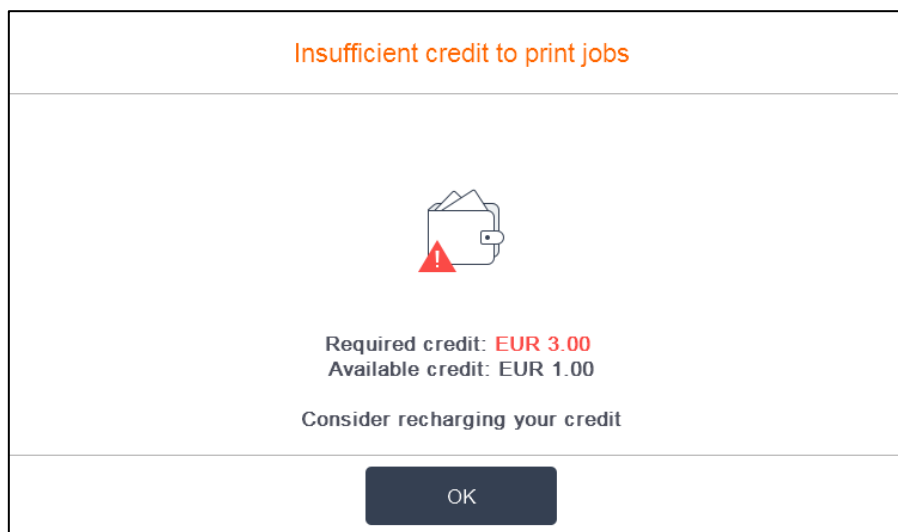 Insufficient credit to print jobs
Required credit: EUR 3.00
Available credit: EUR 1.00
Consider recharging your credit
OK